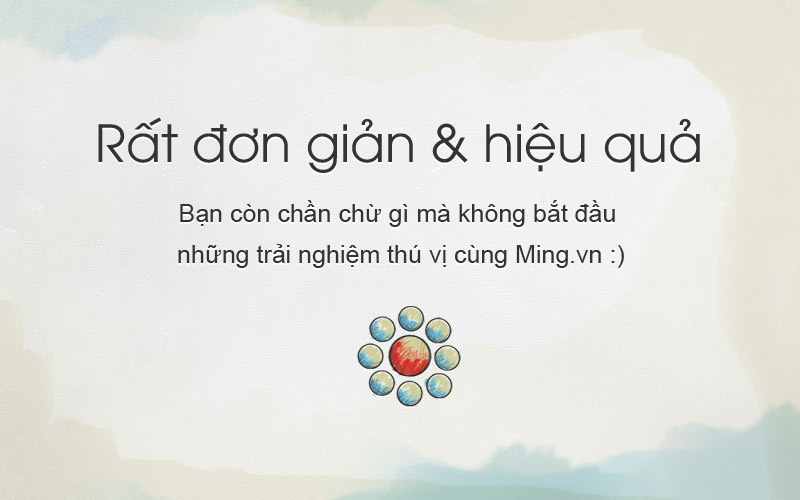 Rất đơn giản & hiệu quả
Bạn còn chần chừ gì mà không bắt đầu
những trải nghiệm thú vị cùng Ming.vn :)